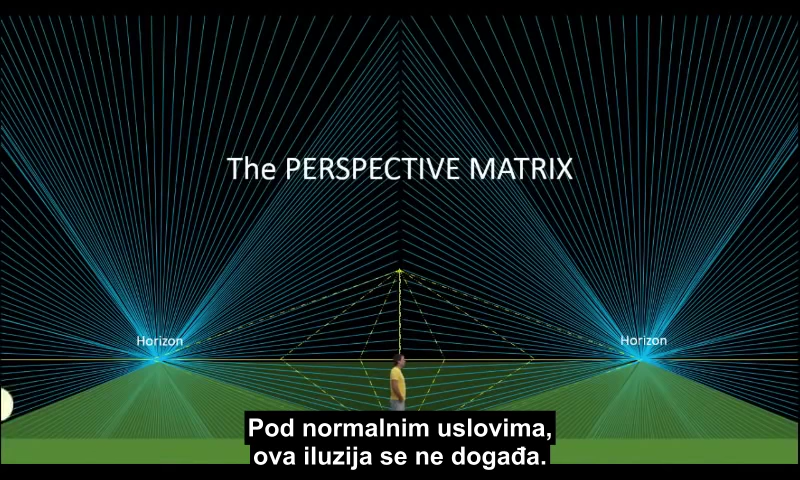 The PERSPECTIVE MATRIX
Horizon
Horizon
Pod normalnim uslovima,
ova iluzija se ne događa.